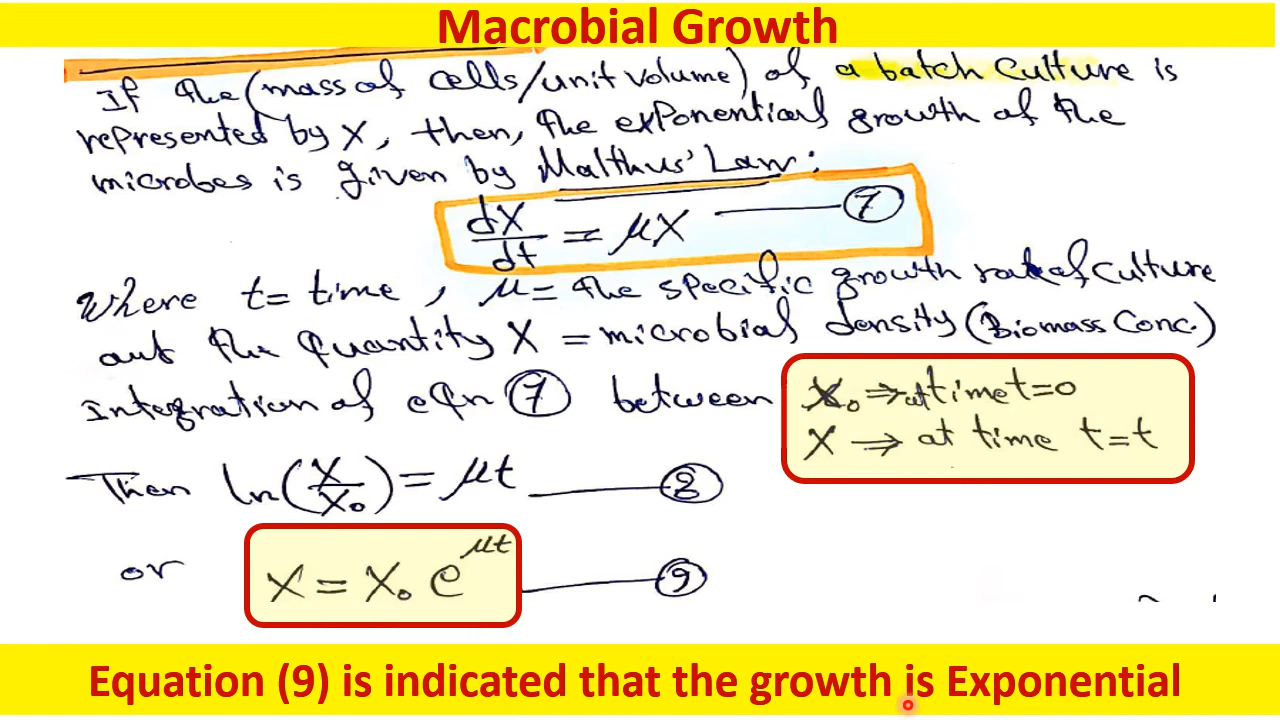 Macrobial Growth
If the (mass of cells/unit volume) of a batch culture is
represented by X, then, the exponential growth of the
microbes is given by Malthus' Law:
dX/dt = μX 7
Where t = time, μ = the specific growth rate of culture
and the quantity X = microbial density (Biomass Conc.)
Integration of eqn 7 between X₀ ⇒ at time t=0
X ⇒ at time t=t
Then ln(X/X₀) = μt 8
or X = X₀ e^μt 9
Equation (9) is indicated that the growth is Exponential